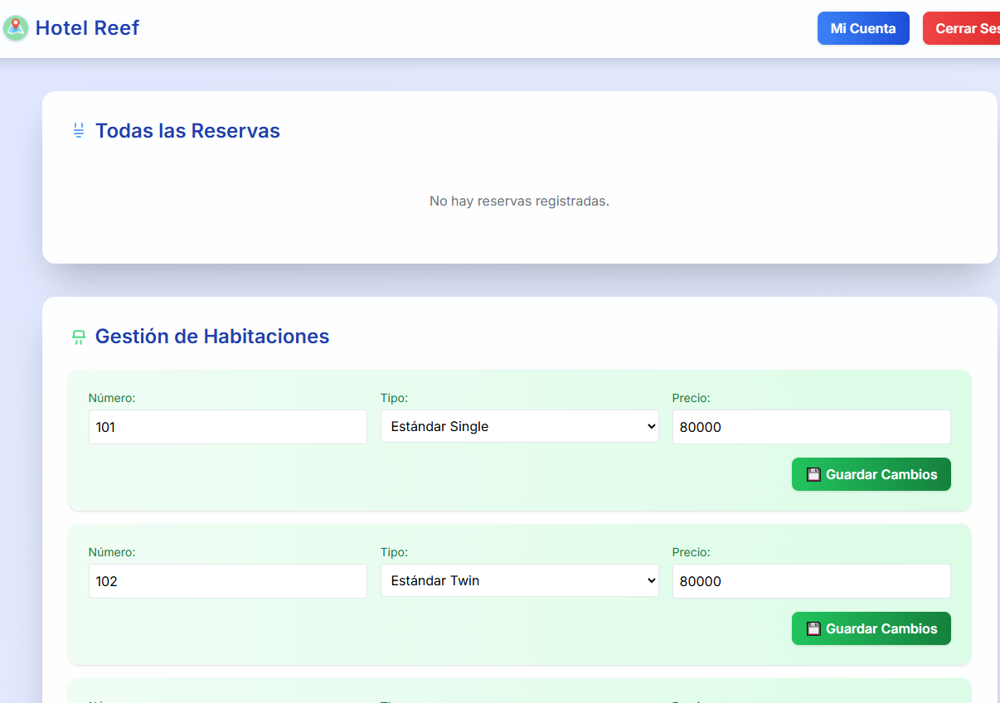 Hotel Reef
Mi Cuenta
Cerrar Ses
Todas las Reservas
No hay reservas registradas.
Gestión de Habitaciones
Número: Tipo: Precio:
101 Estándar Single 80000
Guardar Cambios
Número: Tipo: Precio:
102 Estándar Twin 80000
Guardar Cambios